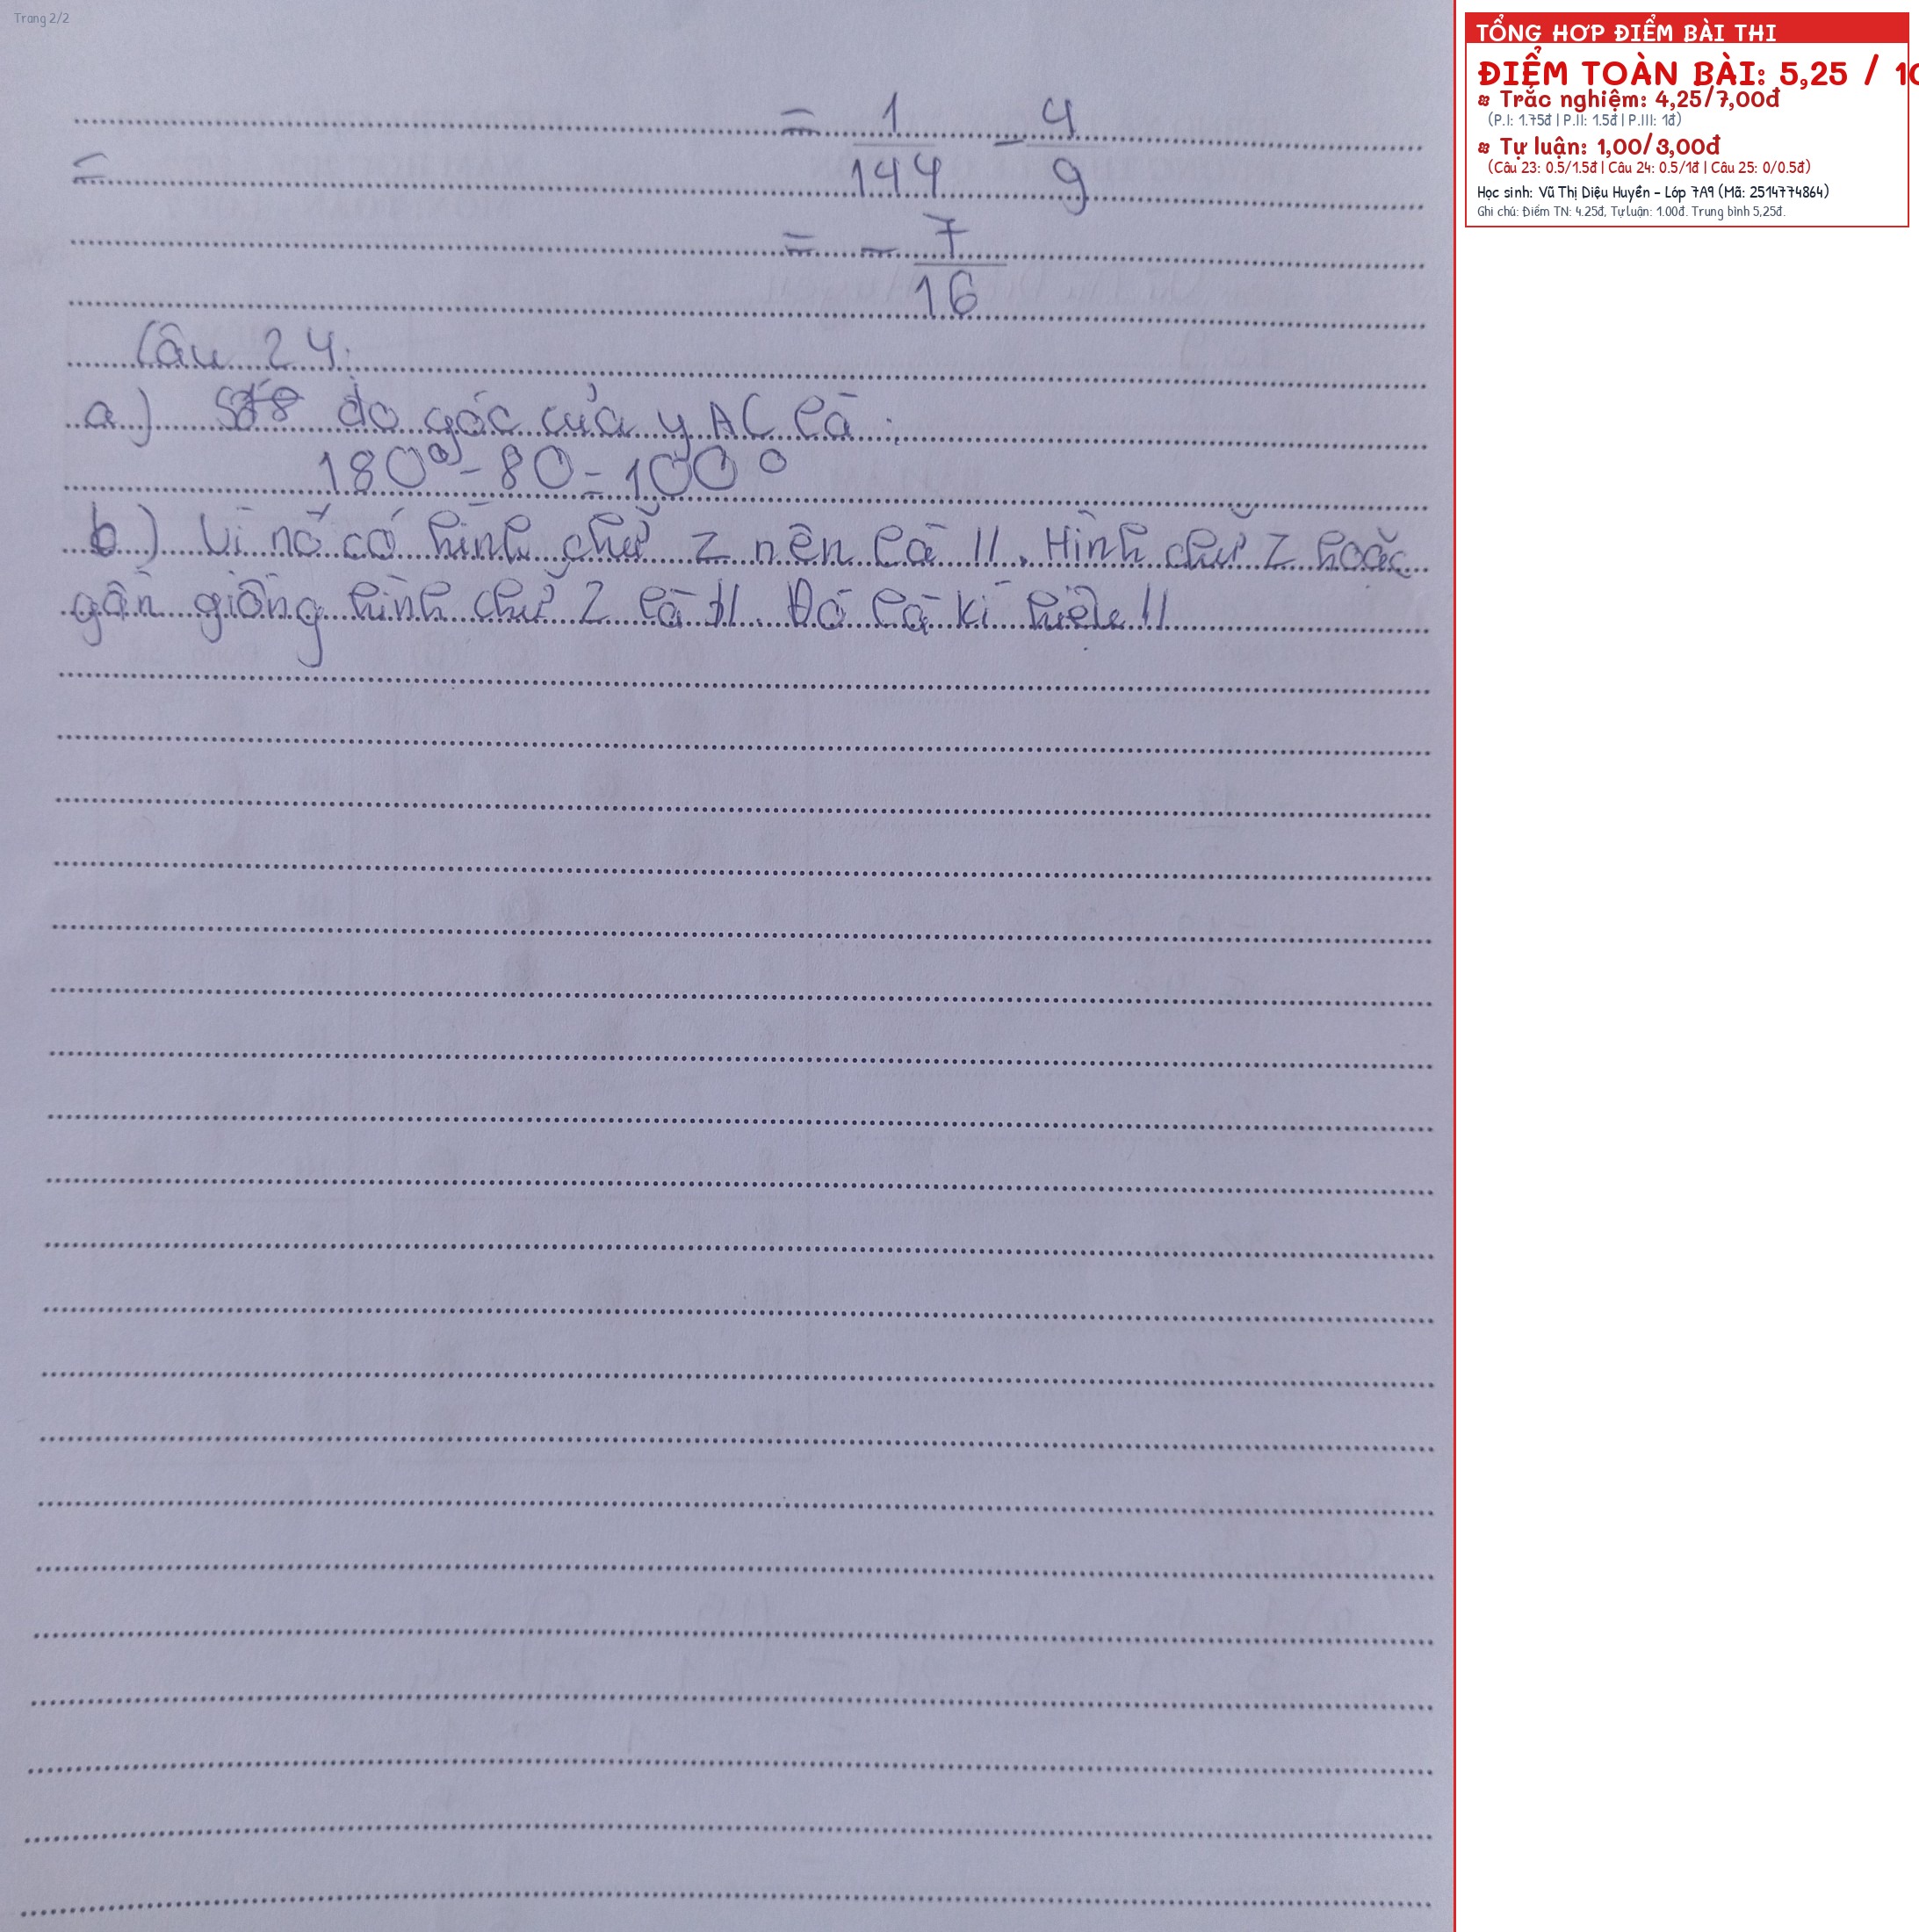 Trang 2/2
= 1/144 - 4/9
=
= - 7/16
Câu 24:
a) Số đo góc của yAC là :
180° - 80 = 100°
b) Vì nó có hình chữ z nên là //. Hình chữ Z hoặc
gần giống hình chữ Z là //. Đó là kí hiệu //
TỔNG HỢP ĐIỂM BÀI THI
ĐIỂM TOÀN BÀI: 5,25 / 10
Trắc nghiệm: 4,25/7,00đ
(P.I: 1.75đ | P.II: 1.5đ | P.III: 1đ)
Tự luận: 1,00/3,00đ
(Câu 23: 0.5/1.5đ | Câu 24: 0.5/1đ | Câu 25: 0/0.5đ)
Học sinh: Vũ Thị Diệu Huyền - Lớp 7A9 (Mã: 2514774864)
Ghi chú: Điểm TN: 4.25đ, Tự luận: 1.00đ. Trung bình 5,25đ.